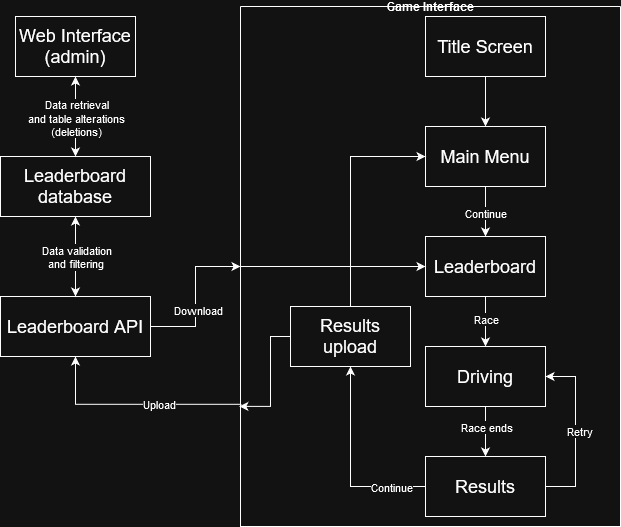 Game Interface
Web Interface
(admin)
Title Screen
Data retrieval
and table alterations
(deletions)
Main Menu
Leaderboard
database
Continue
Data validation
and filtering
Leaderboard
Download
Leaderboard API
Results
upload
Race
Driving
Upload
Race ends
Retry
Continue
Results